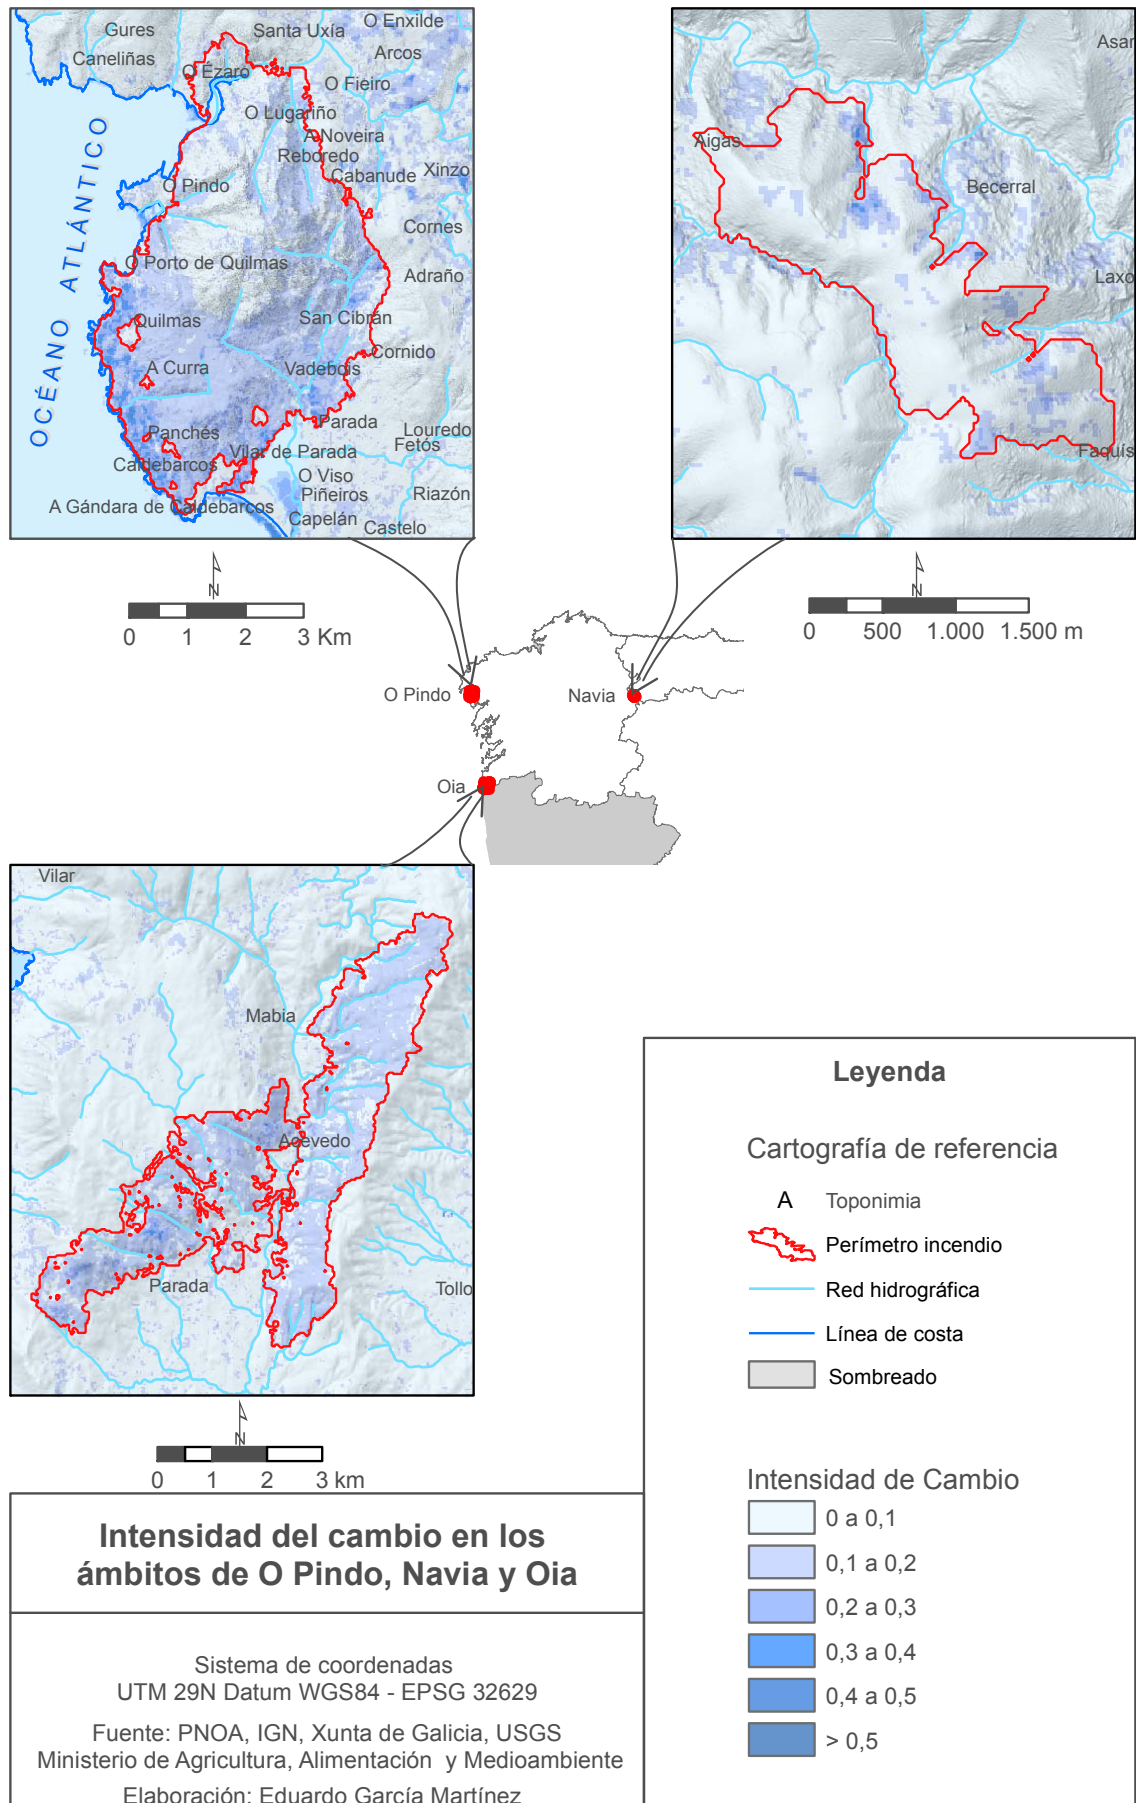 Gures
Santa Uxía
O Enxilde
Caneliñas
Arcos
O Ézaro
O Fieiro
O Lugariño
A Noveira
Reboredo
Cabanude
Xinzo
O Pindo
Cornes
O Porto de Quilmas
Adraño
Quilmas
San Cibrán
A Curra
Vadebois
Cornido
Panchés
Parada
Louredo
Caldebarcos
Vilar de Parada
Fetós
O Viso
A Gándara de Caldebarcos
Piñeiros
Riazón
Capelán
Castelo
OCÉANO ATLÁNTICO
N
0 1 2 3 Km
Asar
Aigas
Becerral
Laxo
Faquís
N
0 500 1.000 1.500 m
O Pindo
Navia
Oia
Vilar
Mabia
Acevedo
Parada
Tollo
N
0 1 2 3 km
Intensidad del cambio en los
ámbitos de O Pindo, Navia y Oia
Sistema de coordenadas
UTM 29N Datum WGS84 - EPSG 32629
Fuente: PNOA, IGN, Xunta de Galicia, USGS
Ministerio de Agricultura, Alimentación y Medioambiente
Elaboración: Eduardo García Martínez
Leyenda
Cartografía de referencia
A Toponimia
Perímetro incendio
Red hidrográfica
Línea de costa
Sombreado
Intensidad de Cambio
0 a 0,1
0,1 a 0,2
0,2 a 0,3
0,3 a 0,4
0,4 a 0,5
> 0,5